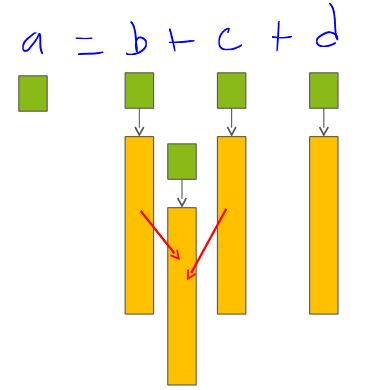 a = b + c + d